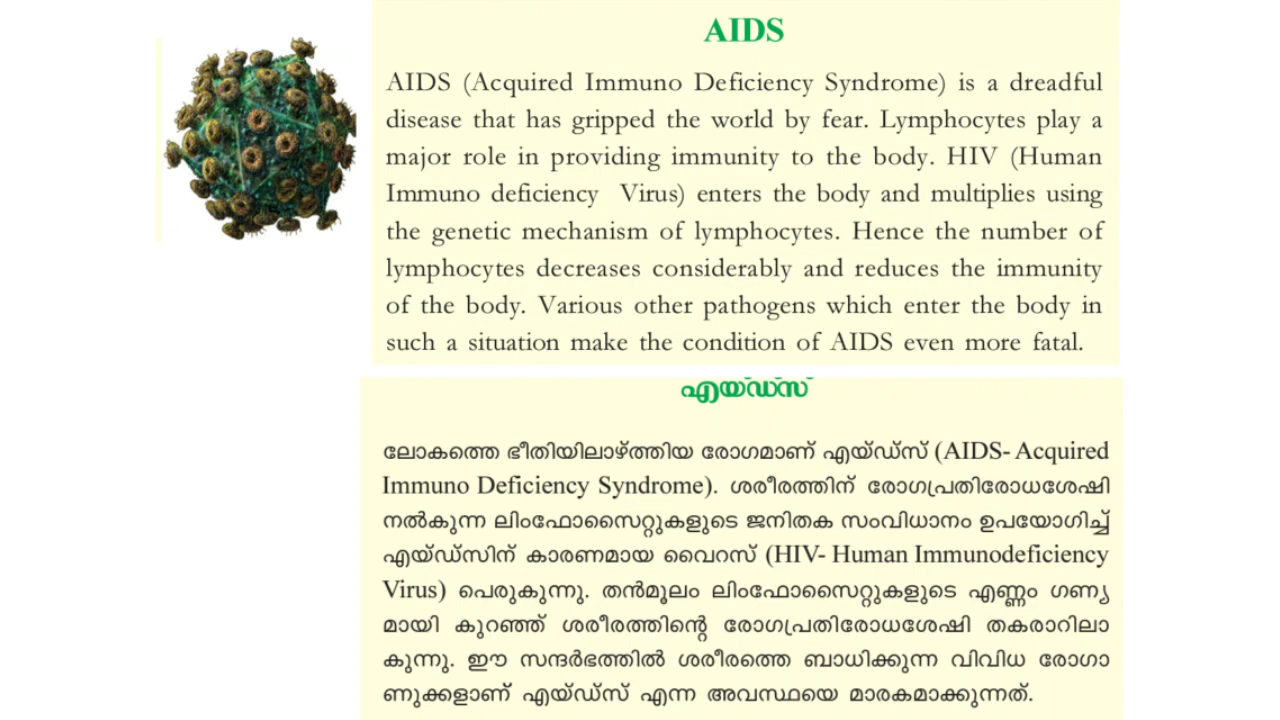 AIDS
AIDS (Acquired Immuno Deficiency Syndrome) is a dreadful
disease that has gripped the world by fear. Lymphocytes play a
major role in providing immunity to the body. HIV (Human
Immuno deficiency Virus) enters the body and multiplies using
the genetic mechanism of lymphocytes. Hence the number of
lymphocytes decreases considerably and reduces the immunity
of the body. Various other pathogens which enter the body in
such a situation make the condition of AIDS even more fatal.
എയ്ഡ്സ്
ലോകത്തെ ഭീതിയിലാഴ്ത്തിയ രോഗമാണ് എയ്ഡ്സ് (AIDS- Acquired
Immuno Deficiency Syndrome). ശരീരത്തിന് രോഗപ്രതിരോധശേഷി
നൽകുന്ന ലിംഫോസൈറ്റുകളുടെ ജനിതക സംവിധാനം ഉപയോഗിച്ച്
എയ്ഡ്സിന് കാരണമായ വൈറസ് (HIV- Human Immunodeficiency
Virus) പെരുകുന്നു. തൻമൂലം ലിംഫോസൈറ്റുകളുടെ എണ്ണം ഗണ്യ
മായി കുറഞ്ഞ് ശരീരത്തിന്റെ രോഗപ്രതിരോധശേഷി തകരാറിലാ
കുന്നു. ഈ സന്ദർഭത്തിൽ ശരീരത്തെ ബാധിക്കുന്ന വിവിധ രോഗാ
ണുക്കളാണ് എയ്ഡ്സ് എന്ന അവസ്ഥയെ മാരകമാക്കുന്നത്.